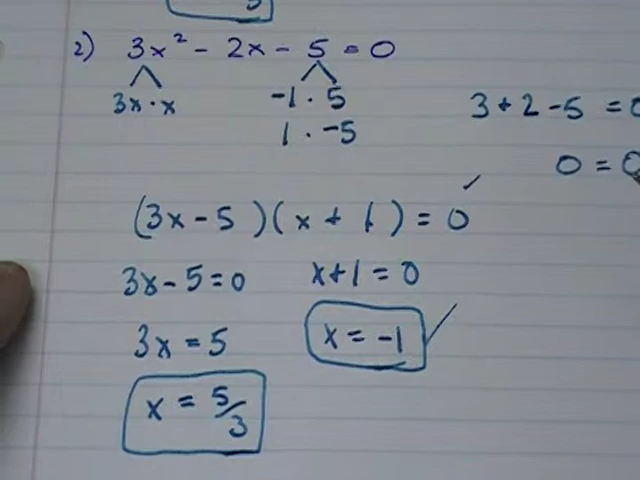 5
2) 3x² - 2x - 5 = 0
3x · x
-1 · 5
1 · -5
3 + 2 - 5 = 0
0 = 0
(3x - 5)(x + 1) = 0 ✓
3x - 5 = 0
x + 1 = 0
3x = 5
x = -1 ✓
x = 5/3